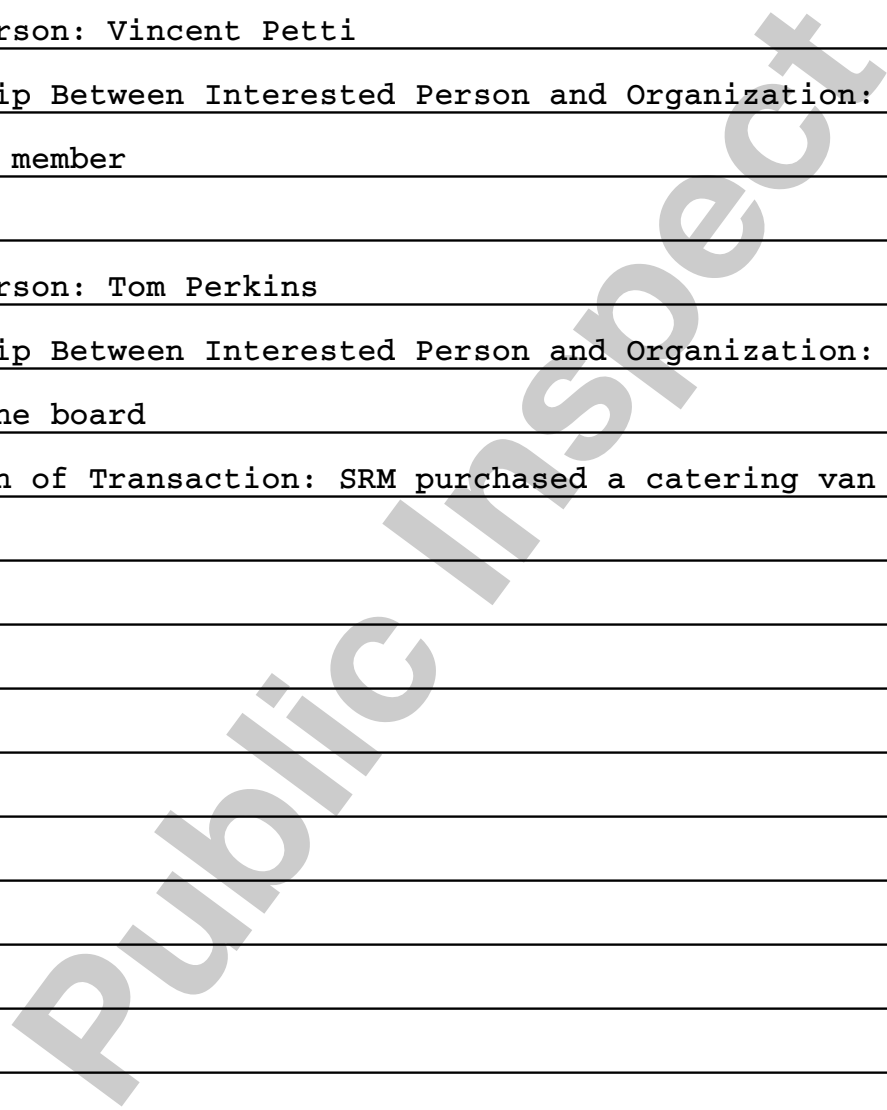 rson: Vincent Petti
ip Between Interested Person and Organization:
member
rson: Tom Perkins
ip Between Interested Person and Organization:
he board
n of Transaction: SRM purchased a catering van
Public Inspect